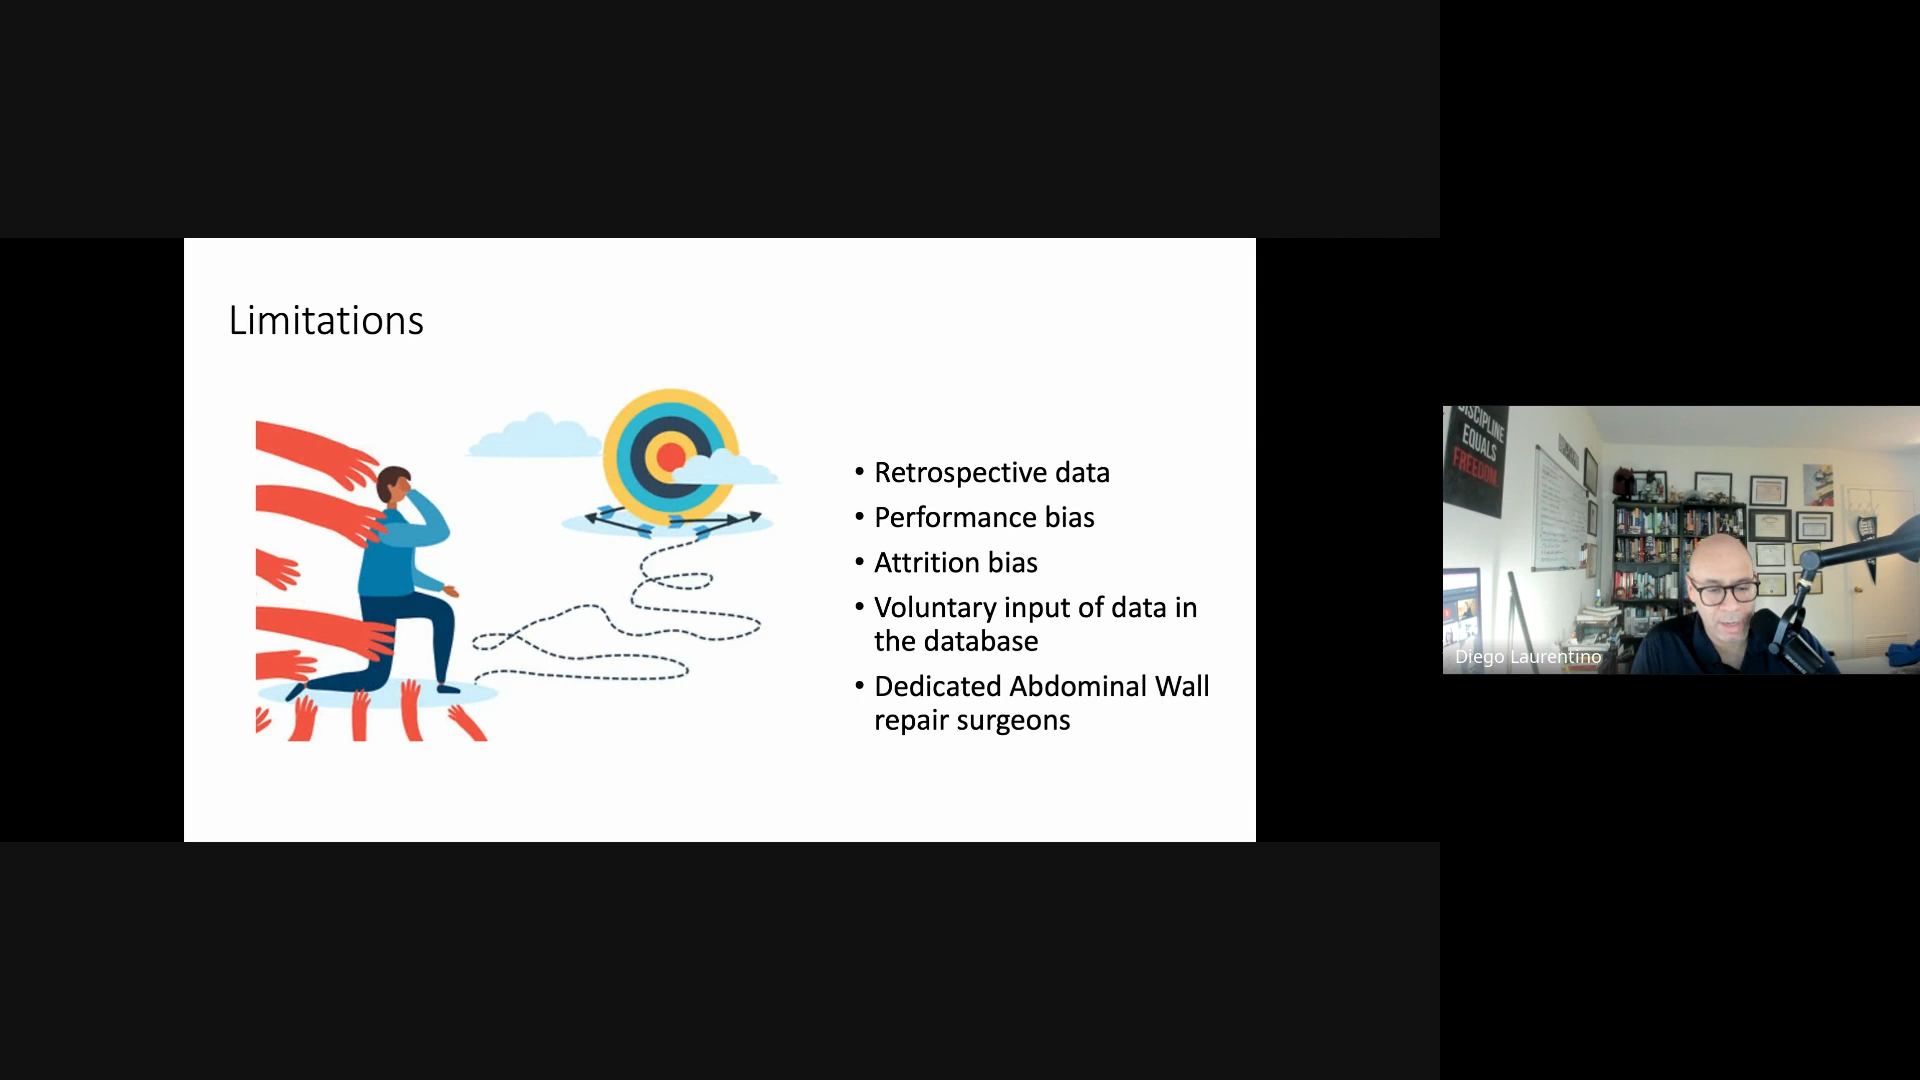 Limitations
• Retrospective data
• Performance bias
• Attrition bias
• Voluntary input of data in
the database
• Dedicated Abdominal Wall
repair surgeons
DISCIPLINE
EQUALS
FREEDOM
Diego Laurentino